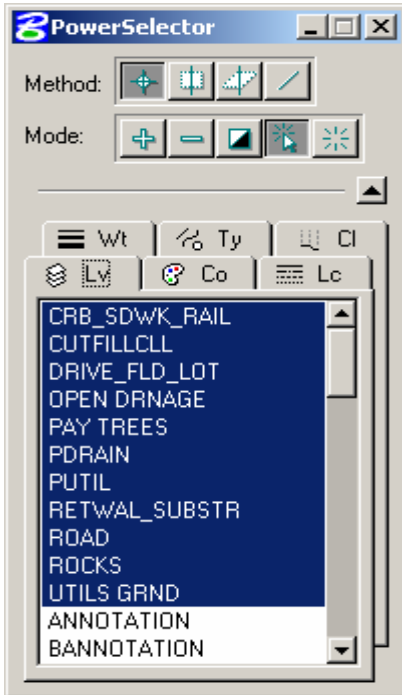 PowerSelector
Method:
Mode:
Wt Ty Cl
Lv Co Lc
CRB_SDWK_RAIL
CUTFILLCLL
DRIVE_FLD_LOT
OPEN DRNAGE
PAY TREES
PDRAIN
PUTIL
RETWAL_SUBSTR
ROAD
ROCKS
UTILS GRND
ANNOTATION
BANNOTATION